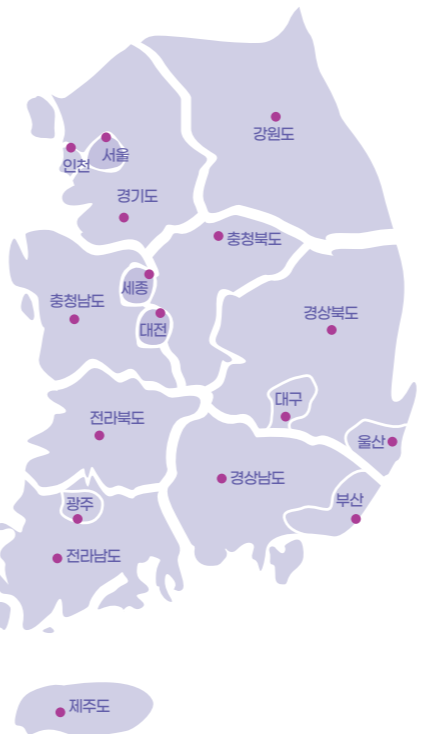 강원도
서울
인천
경기도
충청북도
세종
충청남도
경상북도
대전
대구
전라북도
울산
경상남도
부산
광주
전라남도
제주도